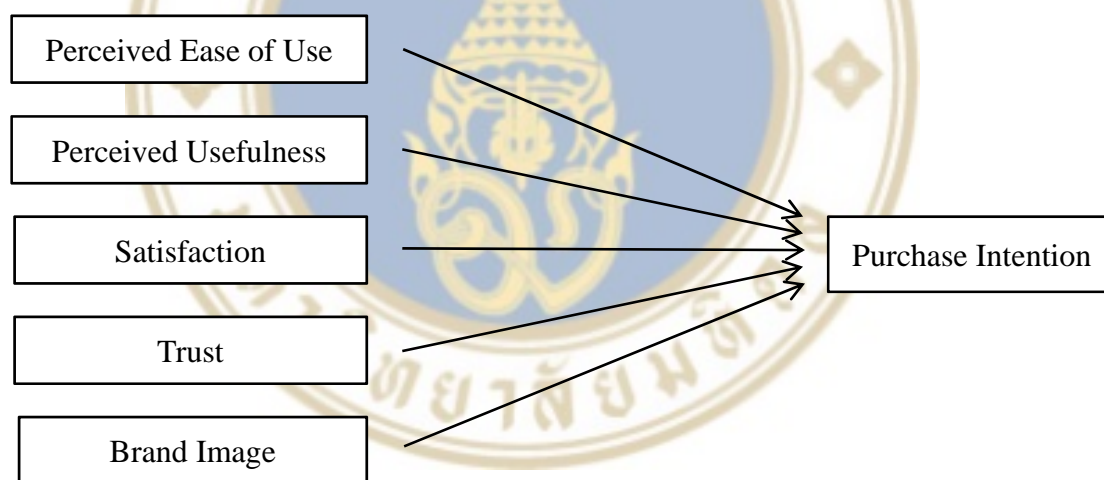 Perceived Ease of Use
Perceived Usefulness
Satisfaction
Purchase Intention
Trust
Brand Image